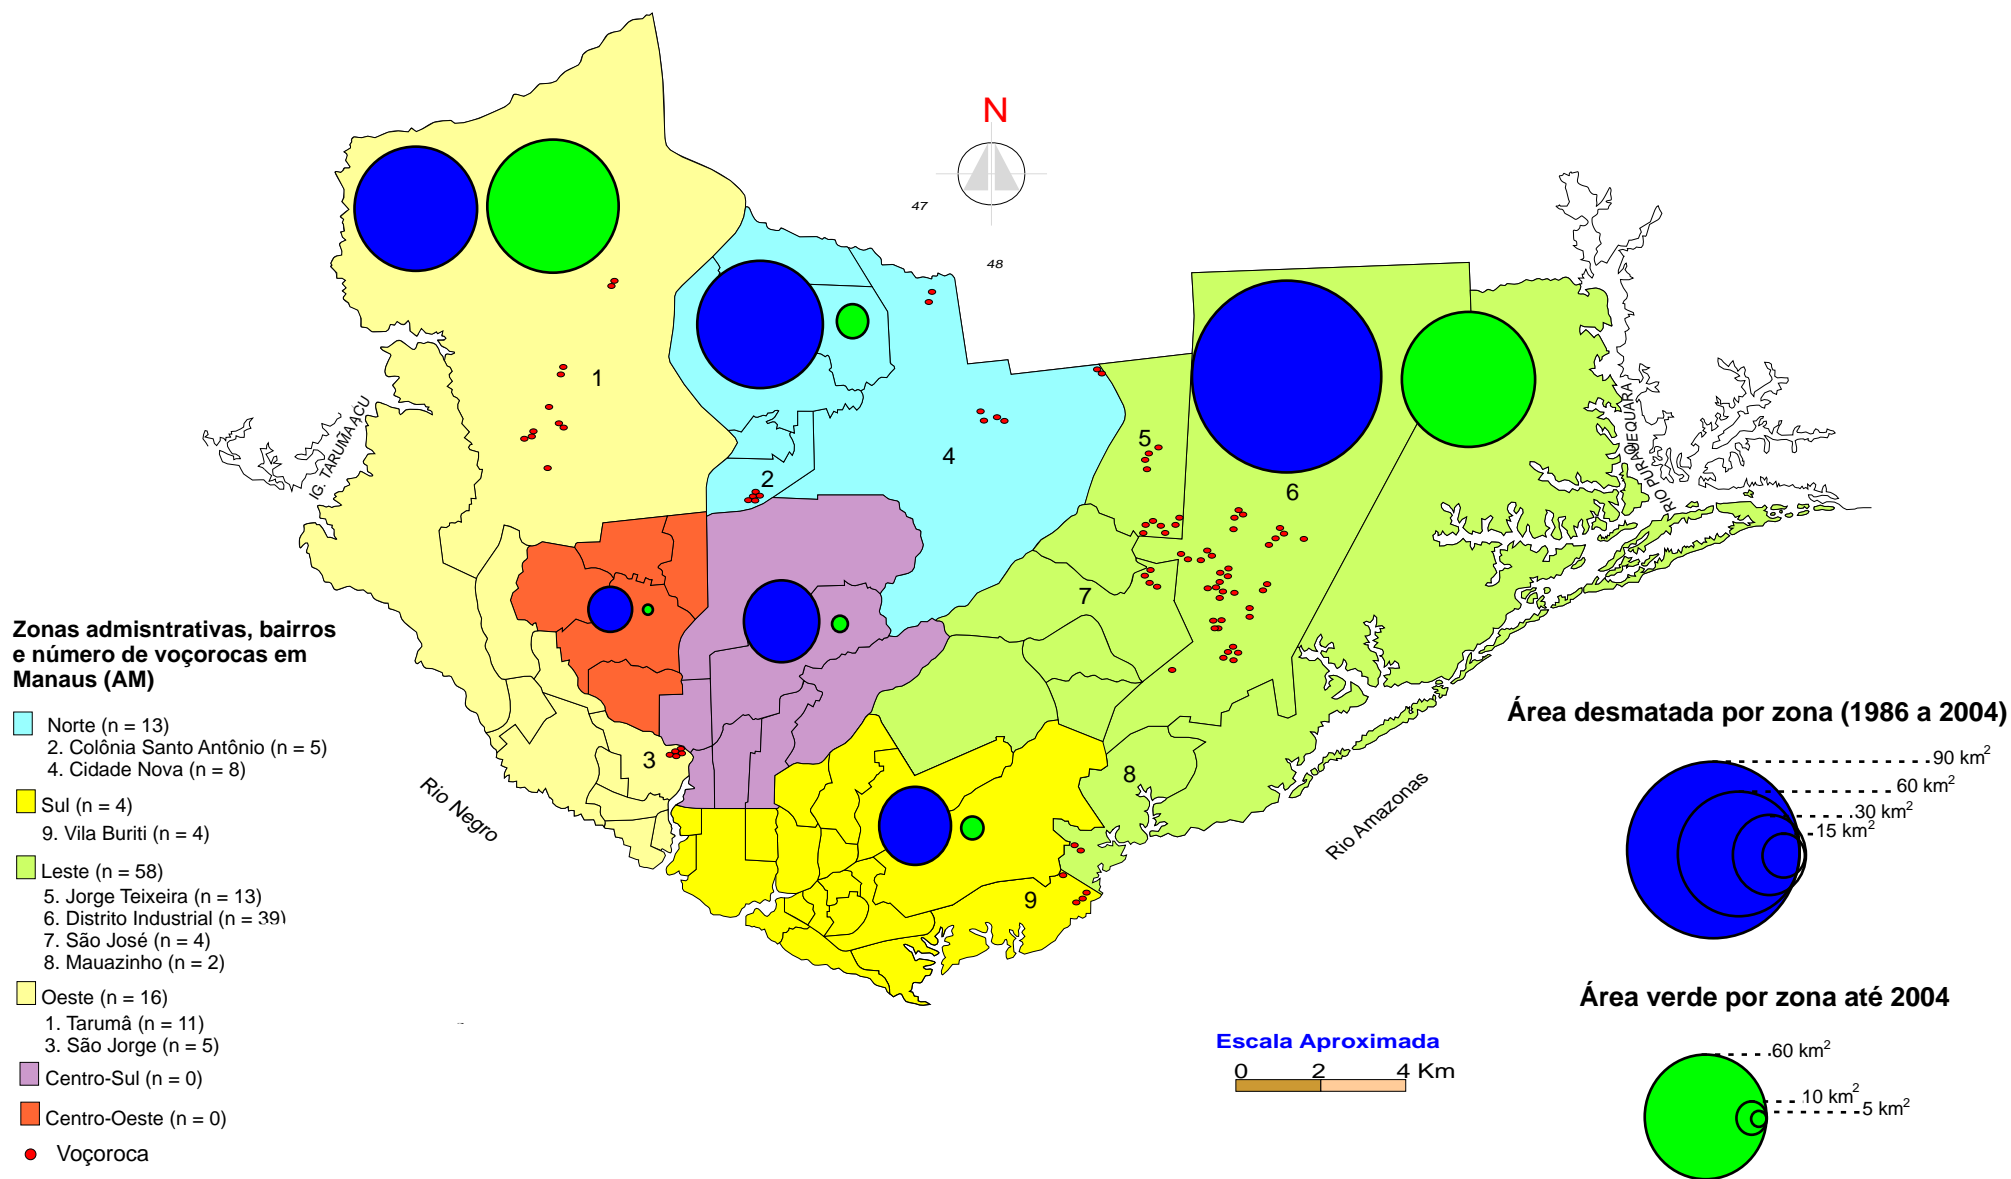 N
47
48
1
2
3
4
5
6
7
8
9
IG. TARUMÃ AÇU
RIO PURAQUEQUARA
Rio Negro
Rio Amazonas
Zonas admisntrativas, bairros
e número de voçorocas em
Manaus (AM)
Norte (n = 13)
2. Colônia Santo Antônio (n = 5)
4. Cidade Nova (n = 8)
Sul (n = 4)
9. Vila Buriti (n = 4)
Leste (n = 58)
5. Jorge Teixeira (n = 13)
6. Distrito Industrial (n = 39)
7. São José (n = 4)
8. Mauazinho (n = 2)
Oeste (n = 16)
1. Tarumâ (n = 11)
3. São Jorge (n = 5)
Centro-Sul (n = 0)
Centro-Oeste (n = 0)
Voçoroca
Escala Aproximada
0 2 4 Km
Área desmatada por zona (1986 a 2004)
90 km²
60 km²
30 km²
15 km²
Área verde por zona até 2004
60 km²
10 km²
5 km²